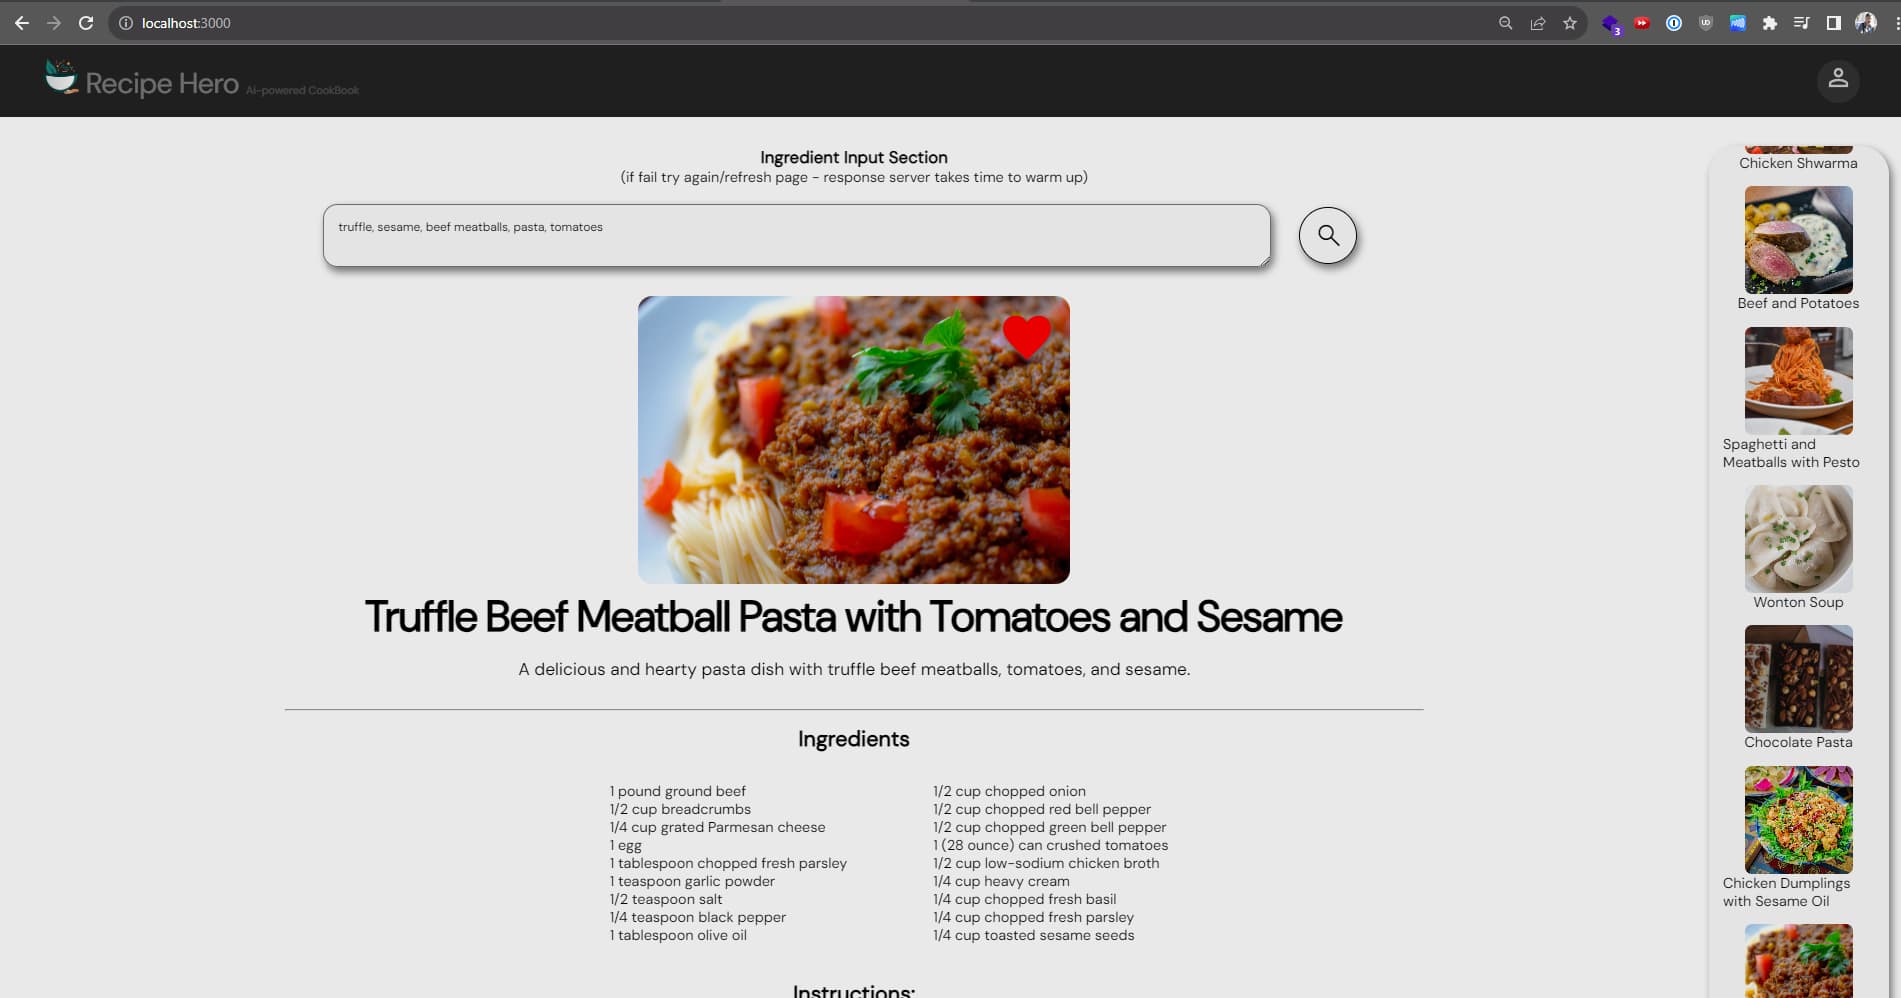 localhost:3000
3
Recipe Hero Ai-powered CookBook
Ingredient Input Section
(if fail try again/refresh page - response server takes time to warm up)
truffle, sesame, beef meatballs, pasta, tomatoes
Truffle Beef Meatball Pasta with Tomatoes and Sesame
A delicious and hearty pasta dish with truffle beef meatballs, tomatoes, and sesame.
Ingredients
1 pound ground beef
1/2 cup breadcrumbs
1/4 cup grated Parmesan cheese
1 egg
1 tablespoon chopped fresh parsley
1 teaspoon garlic powder
1/2 teaspoon salt
1/4 teaspoon black pepper
1 tablespoon olive oil
1/2 cup chopped onion
1/2 cup chopped red bell pepper
1/2 cup chopped green bell pepper
1 (28 ounce) can crushed tomatoes
1/2 cup low-sodium chicken broth
1/4 cup heavy cream
1/4 cup chopped fresh basil
1/4 cup chopped fresh parsley
1/4 cup toasted sesame seeds
Instructions:
Chicken Shwarma
Beef and Potatoes
Spaghetti and
Meatballs with Pesto
Wonton Soup
Chocolate Pasta
Chicken Dumplings
with Sesame Oil